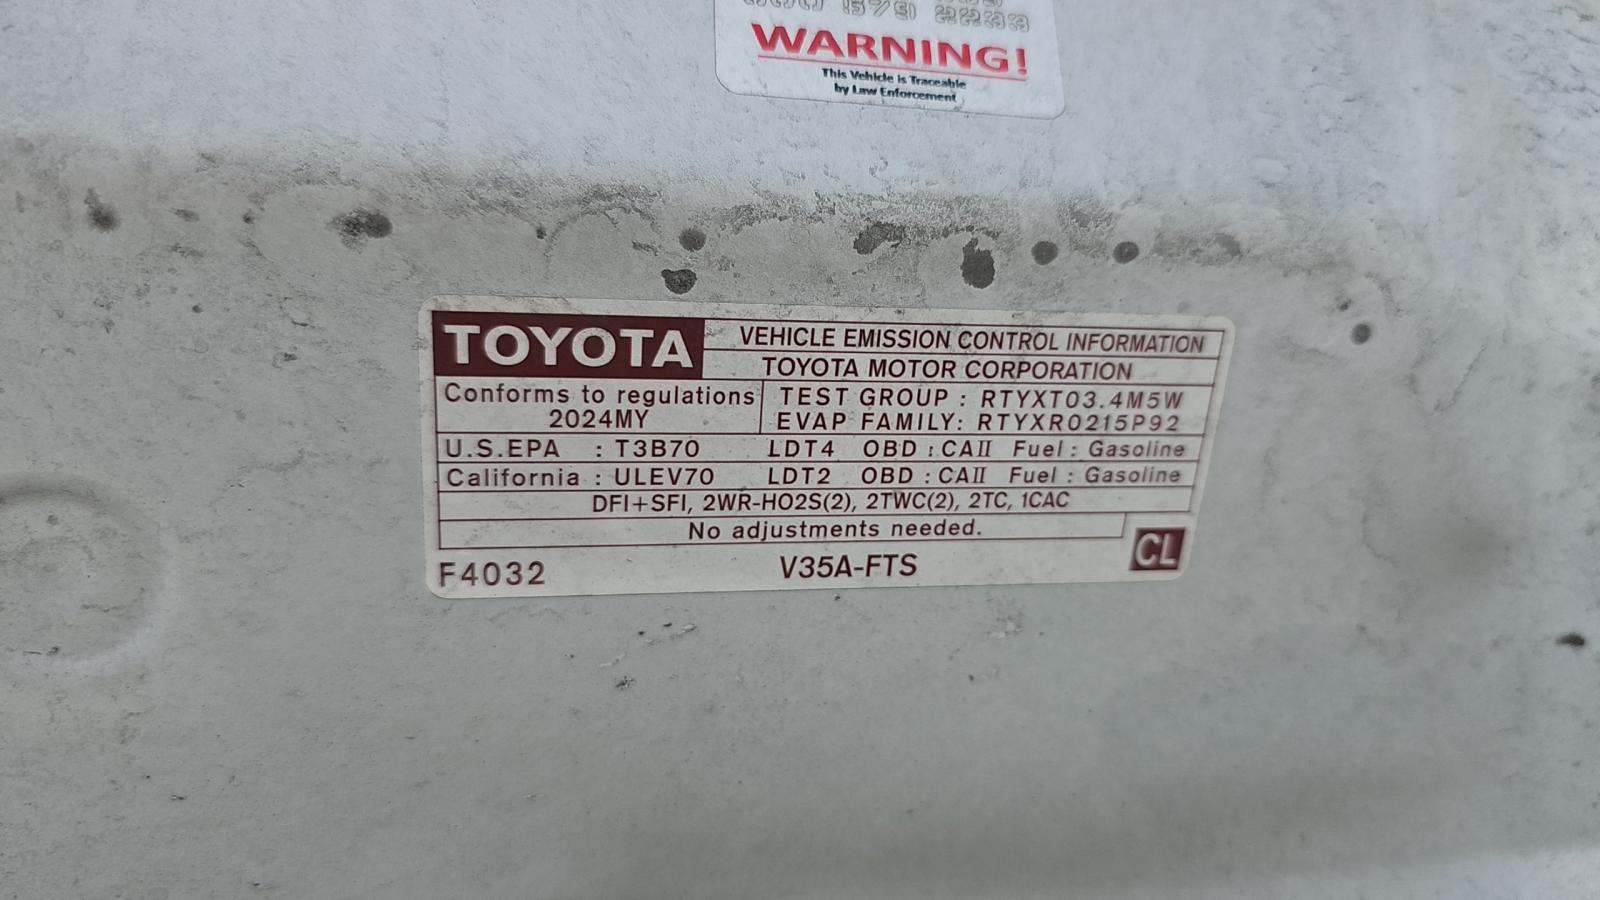 WARNING!
This Vehicle is Traceable
by Law Enforcement
TOYOTA
VEHICLE EMISSION CONTROL INFORMATION
TOYOTA MOTOR CORPORATION
Conforms to regulations
2024MY
TEST GROUP : RTYXT03.4M5W
EVAP FAMILY: RTYXR0215P92
U.S.EPA : T3B70 LDT4 OBD : CAII Fuel : Gasoline
California : ULEV70 LDT2 OBD : CAII Fuel : Gasoline
DFI+SFI, 2WR-HO2S(2), 2TWC(2), 2TC, 1CAC
No adjustments needed.
CL
F4032
V35A-FTS